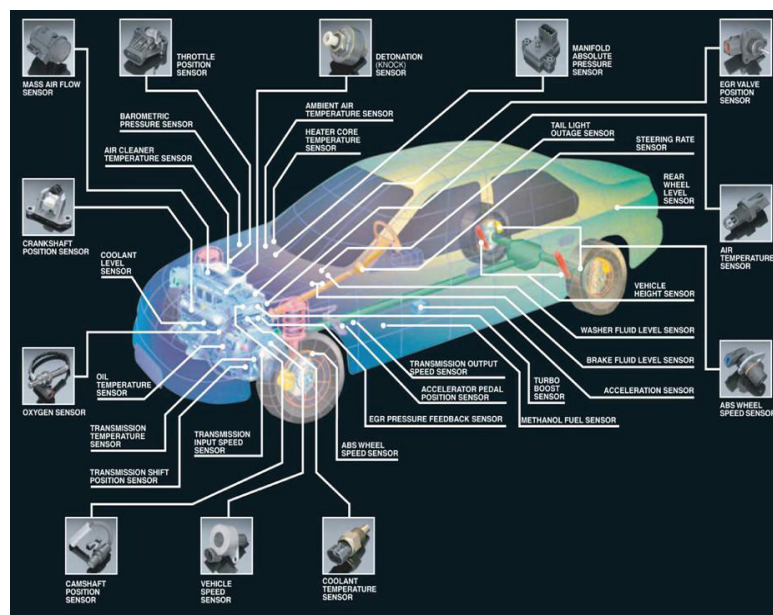 MASS AIR FLOW
SENSOR
THROTTLE
POSITION
SENSOR
DETONATION
(KNOCK)
SENSOR
MANIFOLD
ABSOLUTE
PRESSURE
SENSOR
EGR VALVE
POSITION
SENSOR
BAROMETRIC
PRESSURE SENSOR
AMBIENT AIR
TEMPERATURE SENSOR
HEATER CORE
TEMPERATURE
SENSOR
TAIL LIGHT
OUTAGE SENSOR
STEERING RATE
SENSOR
AIR CLEANER
TEMPERATURE SENSOR
REAR
WHEEL LEVEL
SENSOR
CRANKSHAFT
POSITION SENSOR
AIR
TEMPERATURE
SENSOR
COOLANT
LEVEL
SENSOR
VEHICLE
HEIGHT SENSOR
WASHER FLUID LEVEL SENSOR
BRAKE FLUID LEVEL SENSOR
OXYGEN SENSOR
OIL
TEMPERATURE
SENSOR
TRANSMISSION OUTPUT
SPEED SENSOR
TURBO
BOOST
SENSOR
ACCELERATION SENSOR
ABS WHEEL
SPEED SENSOR
ACCELERATOR PEDAL
POSITION SENSOR
EGR PRESSURE FEEDBACK SENSOR
METHANOL FUEL SENSOR
TRANSMISSION
TEMPERATURE
SENSOR
TRANSMISSION
INPUT SPEED
SENSOR
ABS WHEEL
SPEED SENSOR
TRANSMISSION SHIFT
POSITION SENSOR
CAMSHAFT
POSITION
SENSOR
VEHICLE
SPEED
SENSOR
COOLANT
TEMPERATURE
SENSOR